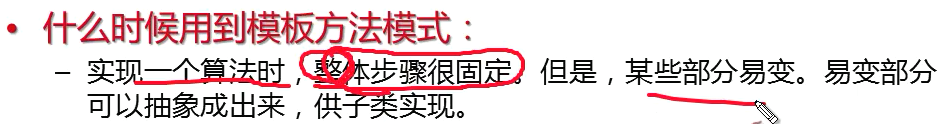 • 什么时候用到模板方法模式：
– 实现一个算法时，整体步骤很固定。但是，某些部分易变。易变部分
可以抽象成出来，供子类实现。